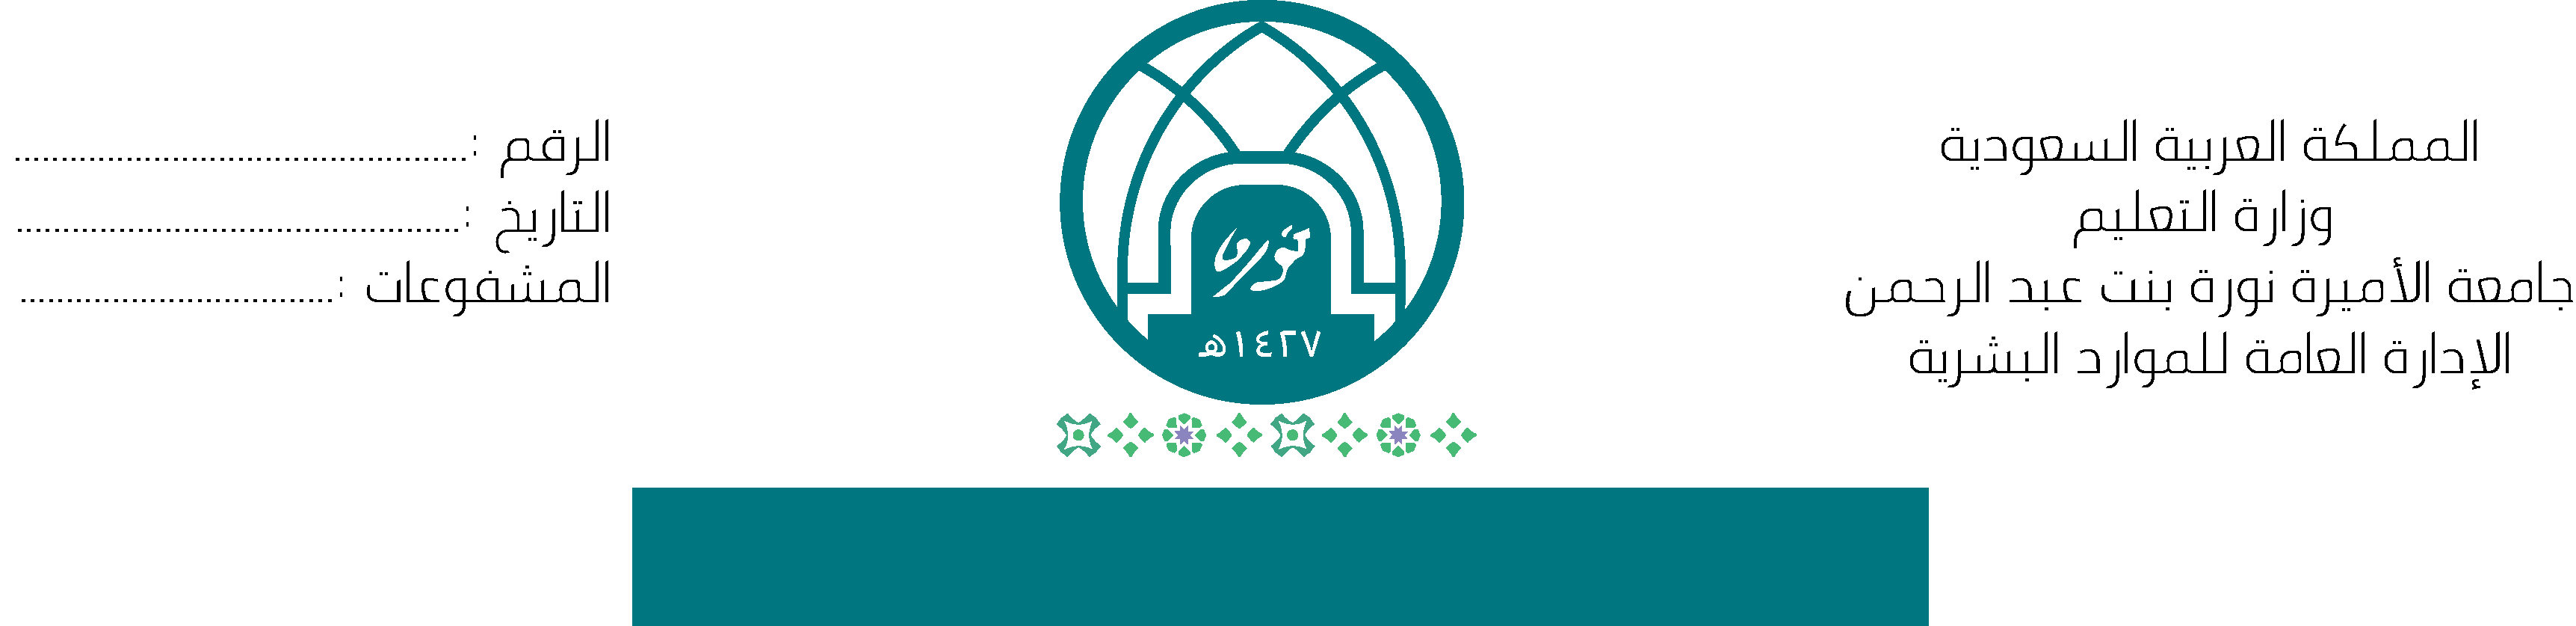 المملكة العربية السعودية
وزارة التعليم
جامعة الأميرة نورة بنت عبد الرحمن
الإدارة العامة للموارد البشرية
نوره
١٤٢٧هـ
الرقم :................................................
التاريخ :................................................
المشفوعات :..................................